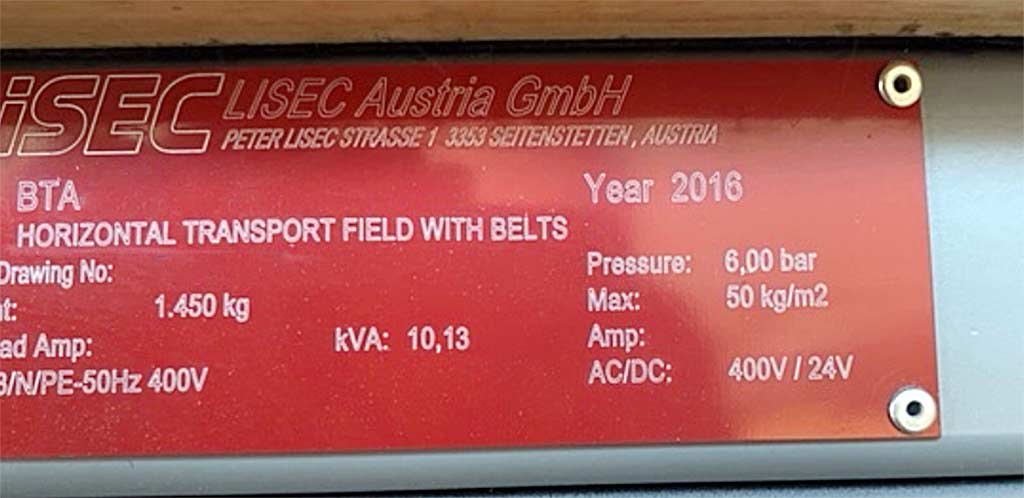 LISEC LISEC Austria GmbH
PETER LISEC STRASSE 1 3353 SEITENSTETTEN, AUSTRIA
BTA Year 2016
HORIZONTAL TRANSPORT FIELD WITH BELTS
Drawing No: Pressure: 6,00 bar
1.450 kg Max: 50 kg/m2
Amp: kVA: 10,13 Amp:
/N/PE-50Hz 400V AC/DC: 400V / 24V